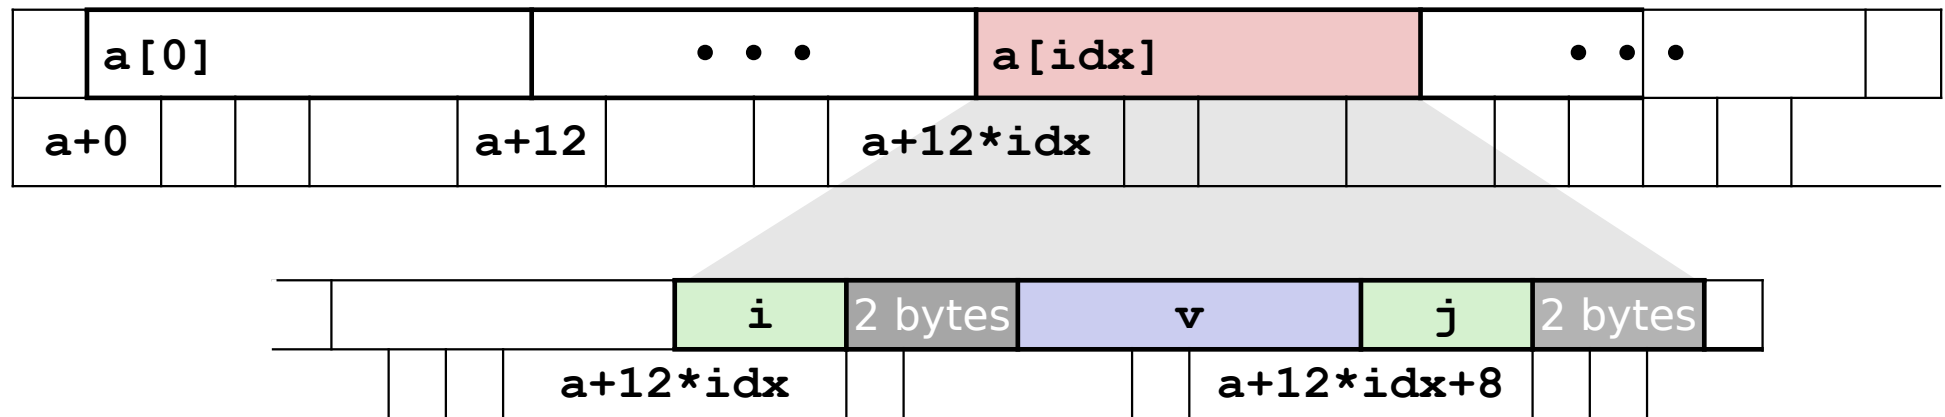 a[0] • • • a[idx] • • •
a+0 a+12 a+12*idx
i 2 bytes v j 2 bytes
a+12*idx a+12*idx+8